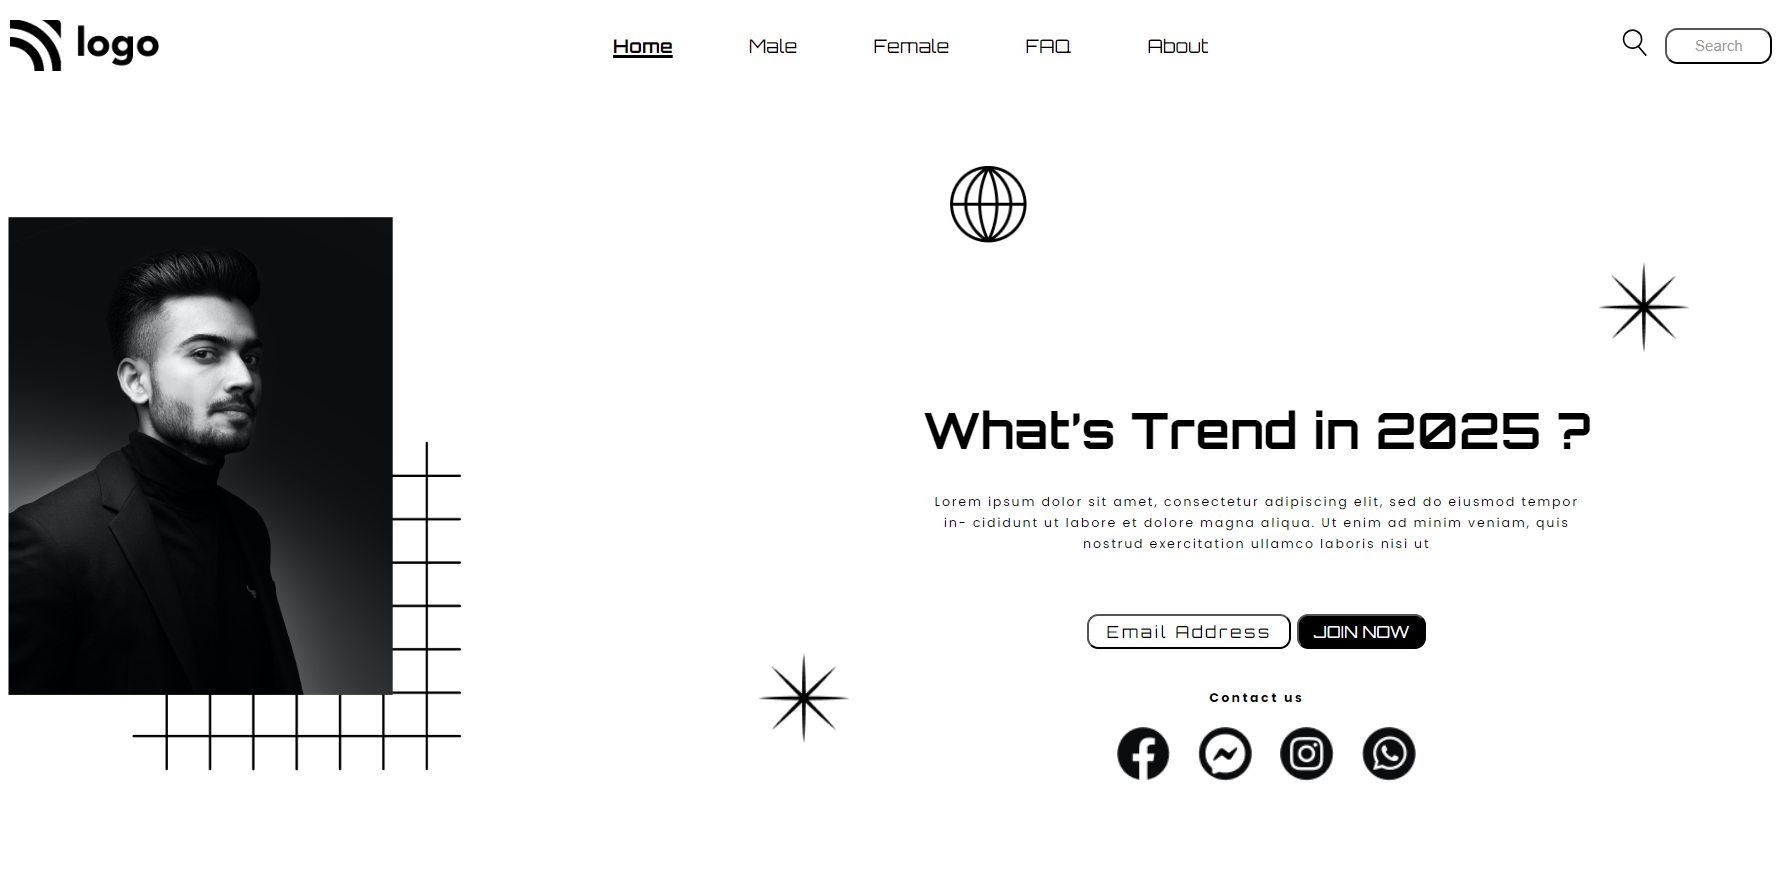 logo
Home
Male
Female
FAQ
About
Search
What's Trend in 2025 ?
Lorem ipsum dolor sit amet, consectetur adipiscing elit, sed do eiusmod tempor
in- cididunt ut labore et dolore magna aliqua. Ut enim ad minim veniam, quis
nostrud exercitation ullamco laboris nisi ut
Email Address
JOIN NOW
Contact us